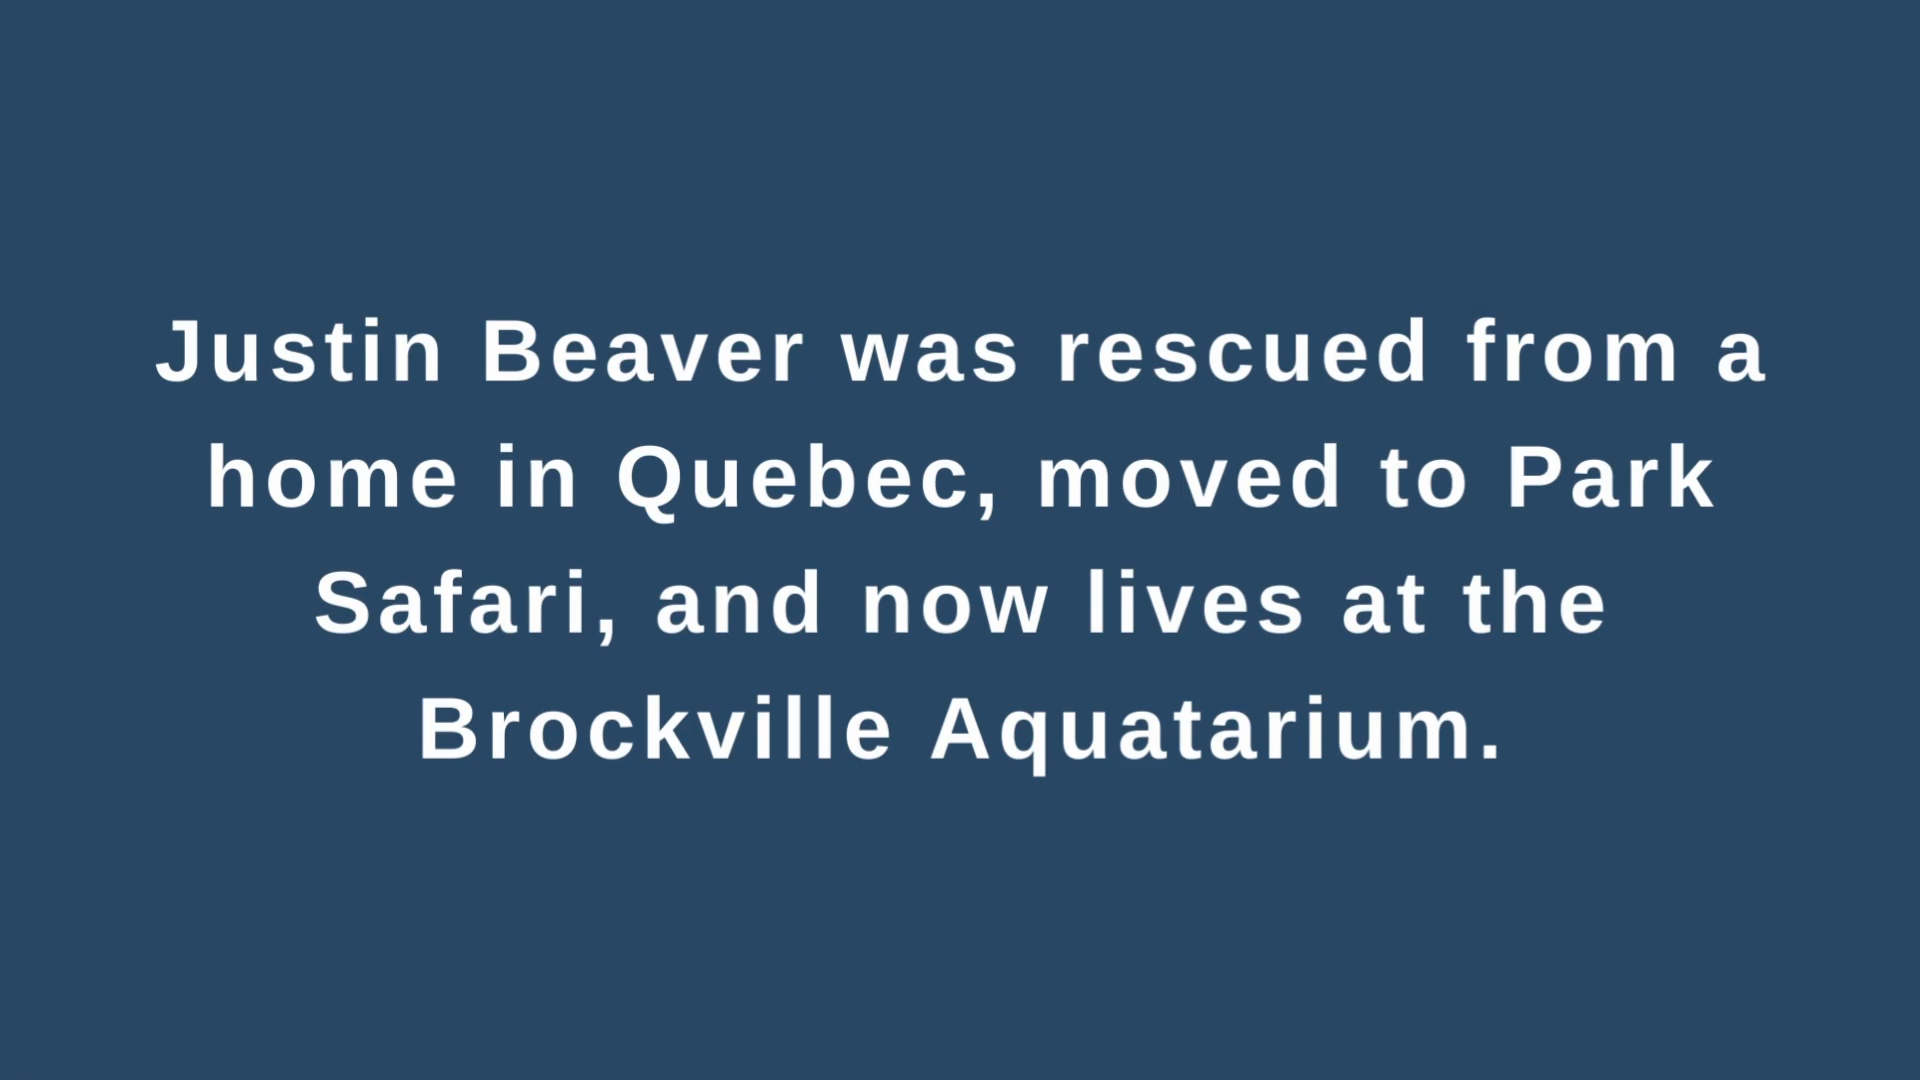 Justin Beaver was rescued from a
home in Quebec, moved to Park
Safari, and now lives at the
Brockville Aquatarium.